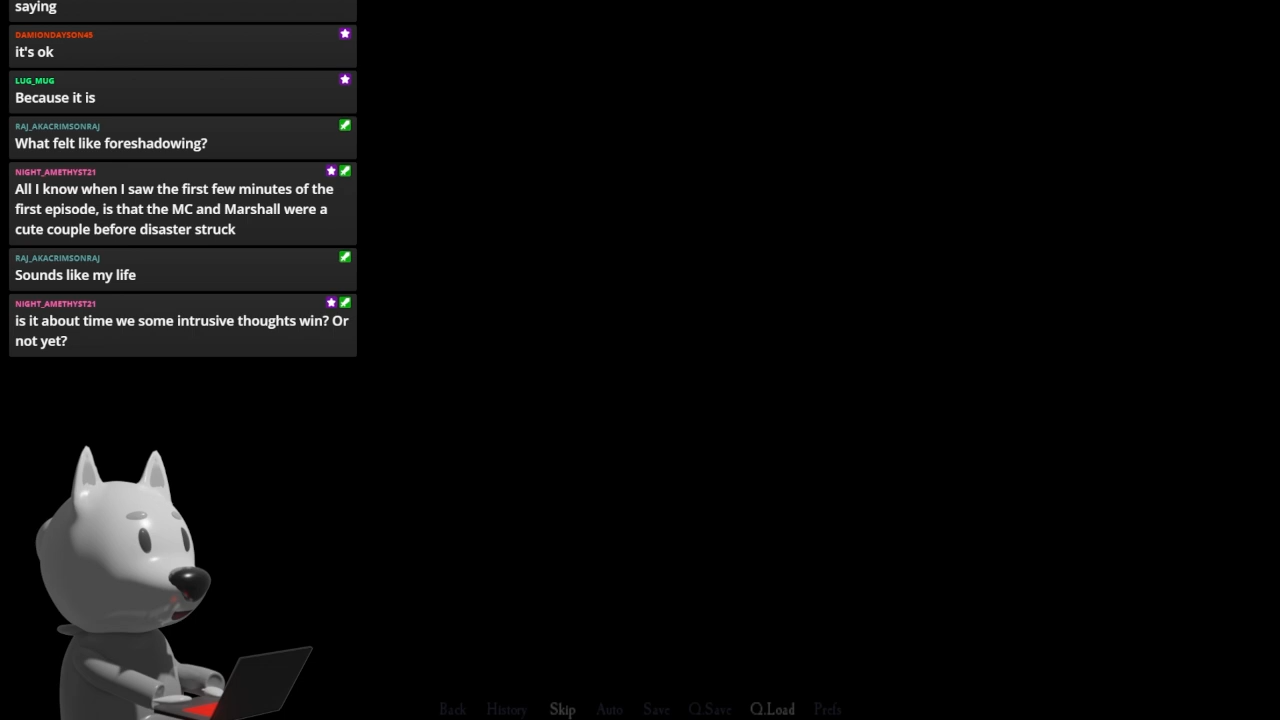 saying
DAMIONDAYSON45
it's ok
LUG_MUG
Because it is
RAJ_AKACRIMSONRAJ
What felt like foreshadowing?
NIGHT_AMETHYST21
All I know when I saw the first few minutes of the
first episode, is that the MC and Marshall were a
cute couple before disaster struck
RAJ_AKACRIMSONRAJ
Sounds like my life
NIGHT_AMETHYST21
is it about time we some intrusive thoughts win? Or
not yet?
Back History Skip Auto Save Q.Save Q.Load Prefs